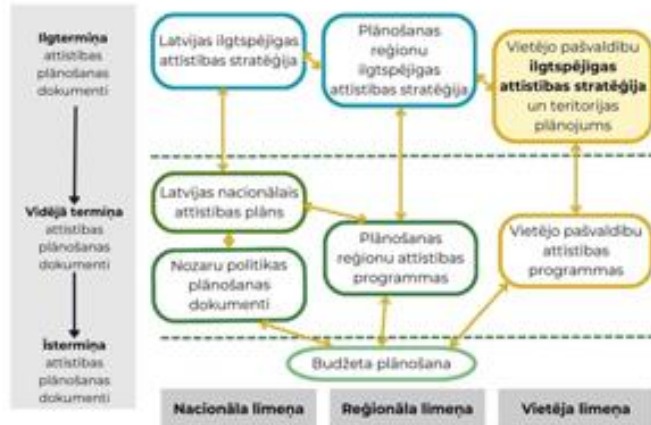 Ilgtermiņa
attīstības
plānošanas
dokumenti
Latvijas ilgtspējīgas
attīstības stratēģija
Plānošanas
reģionu
ilgtspējīgas
attīstības stratēģija
Vietējo pašvaldību
ilgtspējīgas
attīstības stratēģija
un teritorijas
plānojums
Vidējā termiņa
attīstības
plānošanas
dokumenti
Latvijas nacionālais
attīstības plāns
Nozaru politikas
plānošanas
dokumenti
Plānošanas
reģionu attīstības
programmas
Vietējo pašvaldību
attīstības
programmas
Īstermiņa
attīstības
plānošanas
dokumenti
Budžeta plānošana
Nacionāla līmeņa
Reģionāla līmeņa
Vietēja līmeņa